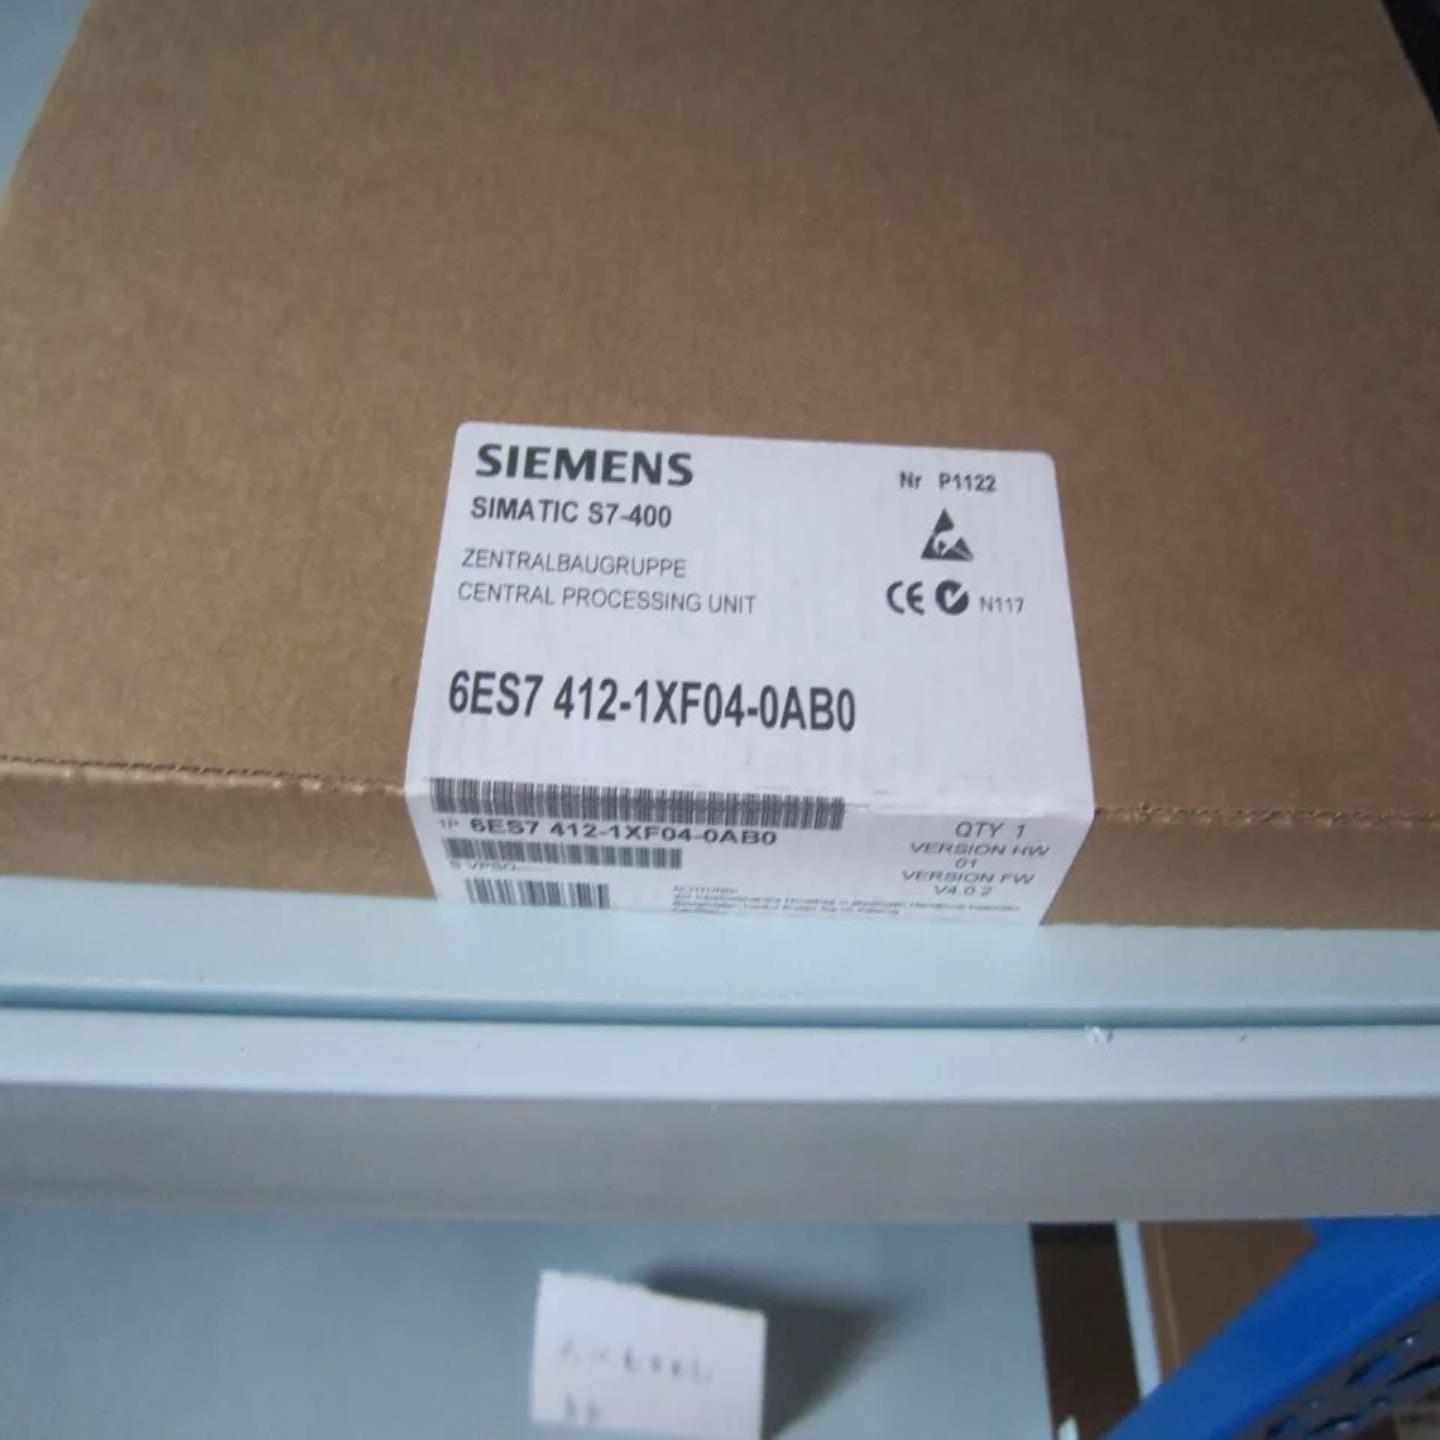 SIEMENS
SIMATIC S7-400
ZENTRALBAUGRUPPE
CENTRAL PROCESSING UNIT
Nr P1122
CE N117
6ES7 412-1XF04-0AB0
1P 6ES7 412-1XF04-0AB0
QTY 1
VERSION HW
01
VERSION FW
V4.0.2
ACHTUNG!